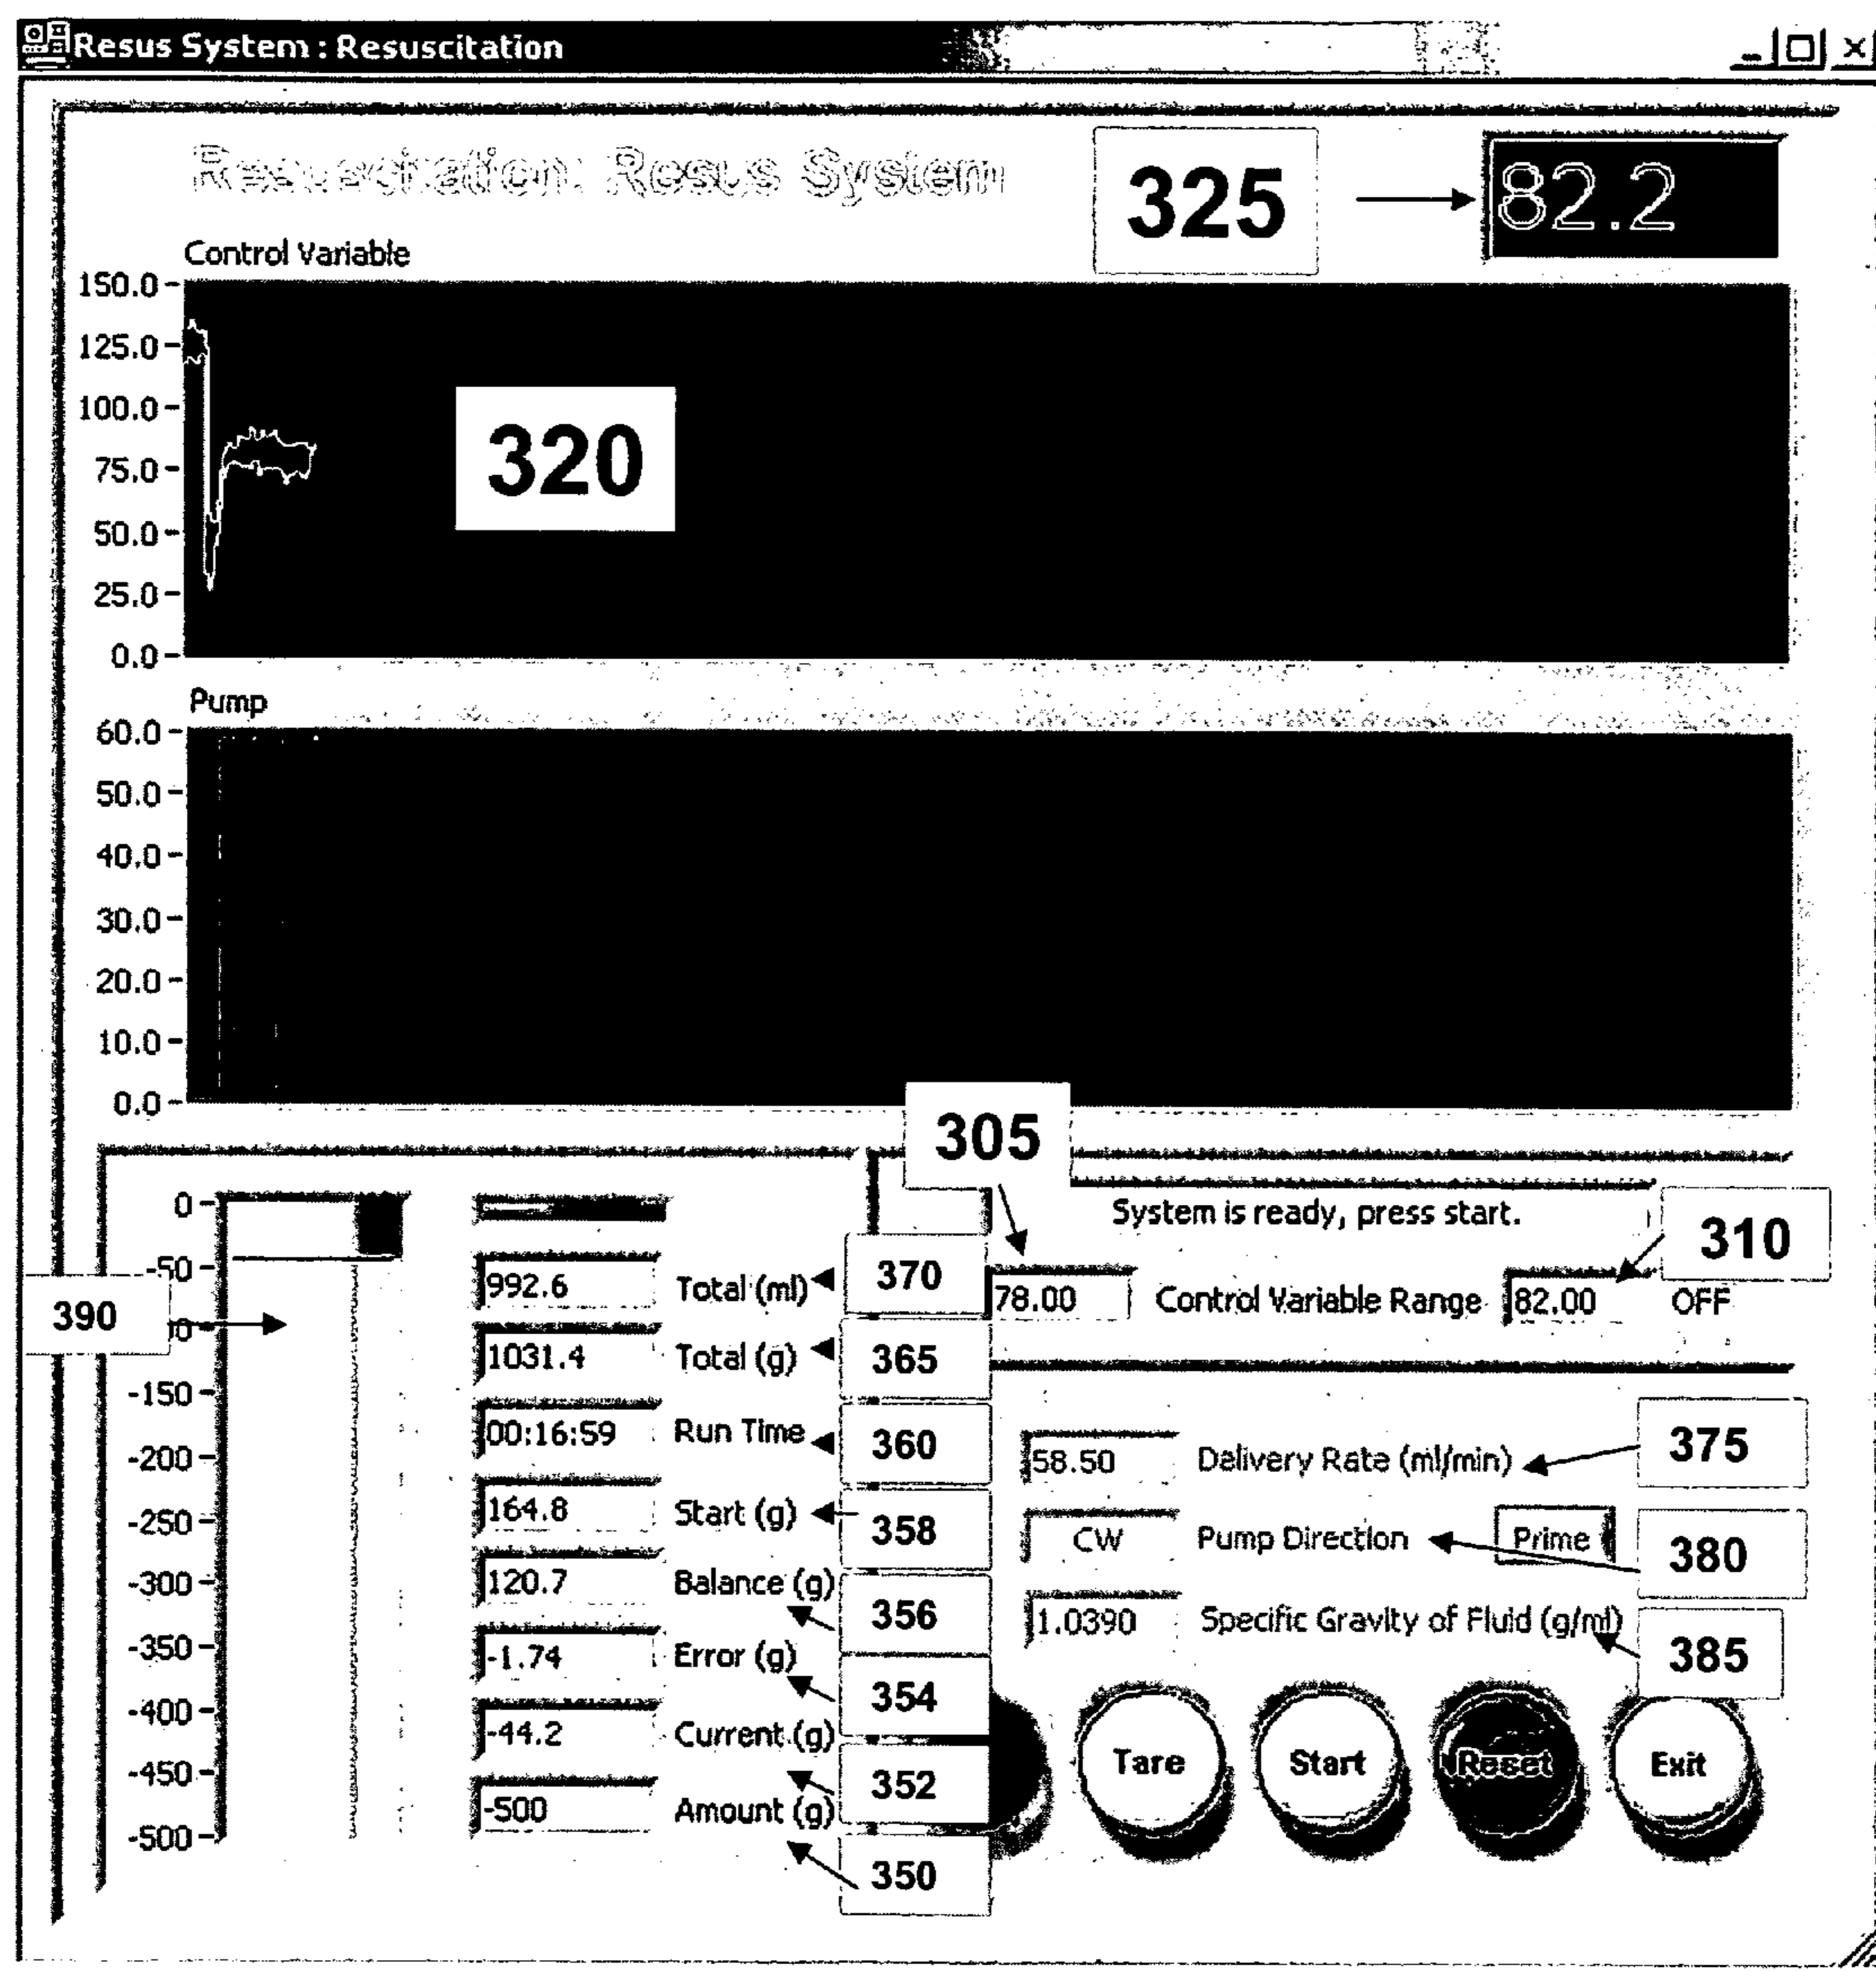 Resus System : Resuscitation
Resuscitation: Resus System
325
82.2
Control Variable
150.0
125.0
100.0
75.0
50.0
25.0
0.0
320
Pump
60.0
50.0
40.0
30.0
20.0
10.0
0.0
305
System is ready, press start.
310
78.00 Control Variable Range 82.00 OFF
0
-50
-150
-200
-250
-300
-350
-400
-450
-500
390
992.6 Total (ml) 370
1031.4 Total (g) 365
00:16:59 Run Time 360
164.8 Start (g) 358
120.7 Balance (g) 356
-1.74 Error (g) 354
-44.2 Current (g) 352
-500 Amount (g) 350
58.50 Delivery Rate (ml/min) 375
CW Pump Direction Prime 380
1.0390 Specific Gravity of Fluid (g/ml) 385
Tare Start Reset Exit